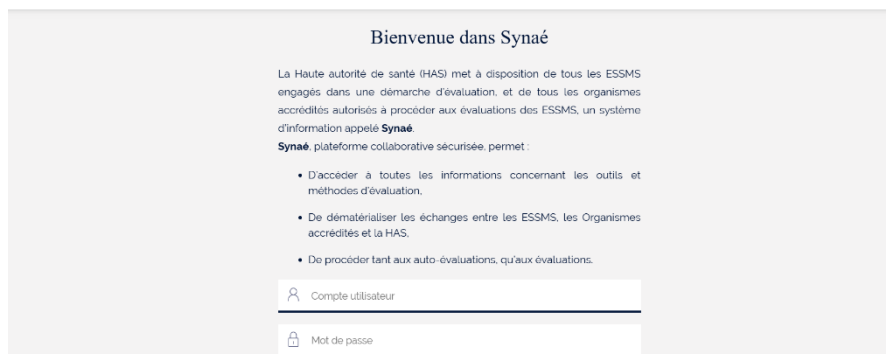 Bienvenue dans Synaé
La Haute autorité de santé (HAS) met à disposition de tous les ESSMS
engagés dans une démarche d'évaluation, et de tous les organismes
accrédités autorisés à procéder aux évaluations des ESSMS, un système
d'information appelé Synaé.
Synaé, plateforme collaborative sécurisée, permet :
• D'accéder à toutes les informations concernant les outils et
méthodes d'évaluation,
• De dématérialiser les échanges entre les ESSMS, les Organismes
accrédités et la HAS,
• De procéder tant aux auto-évaluations, qu'aux évaluations.
Compte utilisateur
Mot de passe